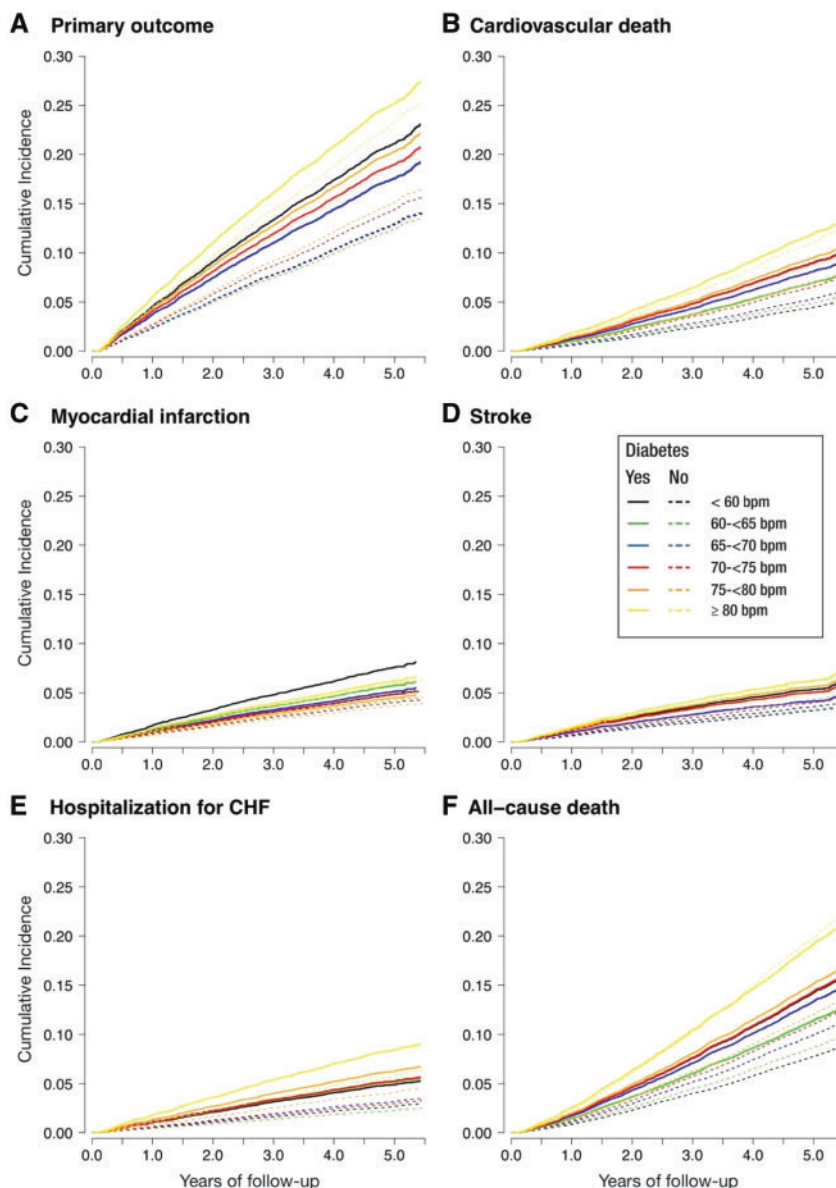 A Primary outcome
0.30
0.25
0.20
0.15
0.10
0.05
0.00
Cumulative Incidence
0.0 1.0 2.0 3.0 4.0 5.0
B Cardiovascular death
0.30
0.25
0.20
0.15
0.10
0.05
0.00
0.0 1.0 2.0 3.0 4.0 5.0
C Myocardial infarction
0.30
0.25
0.20
0.15
0.10
0.05
0.00
Cumulative Incidence
0.0 1.0 2.0 3.0 4.0 5.0
D Stroke
0.30
0.25
0.20
0.15
0.10
0.05
0.00
Diabetes
Yes No
< 60 bpm
60-<65 bpm
65-<70 bpm
70-<75 bpm
75-<80 bpm
≥ 80 bpm
0.0 1.0 2.0 3.0 4.0 5.0
E Hospitalization for CHF
0.30
0.25
0.20
0.15
0.10
0.05
0.00
Cumulative Incidence
0.0 1.0 2.0 3.0 4.0 5.0
Years of follow-up
F All–cause death
0.30
0.25
0.20
0.15
0.10
0.05
0.00
0.0 1.0 2.0 3.0 4.0 5.0
Years of follow-up